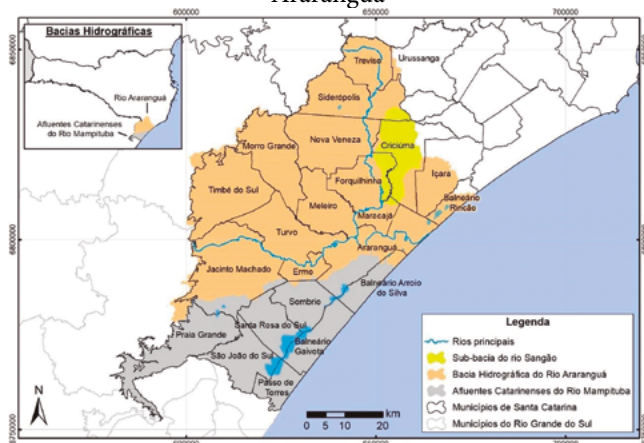 Araranguá
600000
650000
700000
Bacias Hidrográficas
Rio Araranguá
Afluentes Catarinenses
do Rio Mampituba
Treviso
Urussanga
Siderópolis
Nova Veneza
Criciúma
Morro Grande
Içara
Forquilhinha
Timbé do Sul
Balneário
Rincão
Meleiro
Maracajá
Turvo
Araranguá
Jacinto Machado
Ermo
Balneário Arroio
do Silva
Sombrio
Praia Grande
Santa Rosa do Sul
Balneário
Gaivota
São João do Sul
Passo de
Torres
Legenda
Rios principais
Sub-bacia do rio Sangão
Bacia Hidrográfica do Rio Araranguá
Afluentes Catarinenses do Rio Mampituba
Municípios de Santa Catarina
Municípios do Rio Grande do Sul
N
0 5 10 20
km